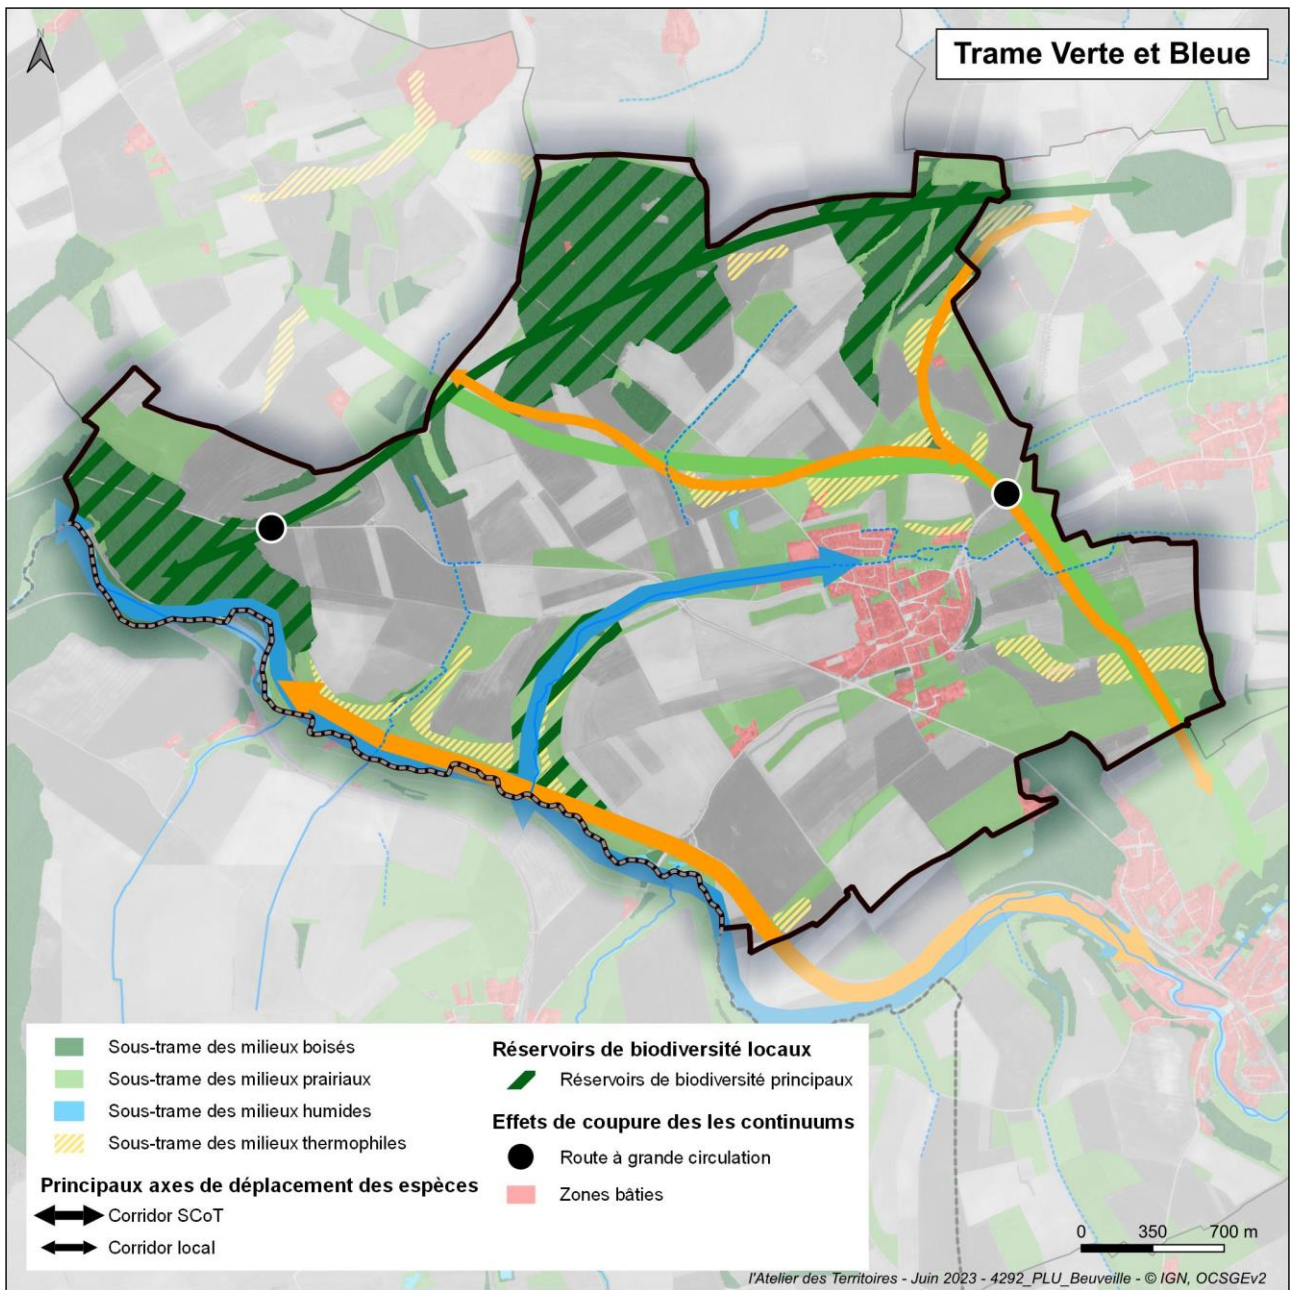 N
Trame Verte et Bleue
Sous-trame des milieux boisés
Sous-trame des milieux prairiaux
Sous-trame des milieux humides
Sous-trame des milieux thermophiles
Principaux axes de déplacement des espèces
Corridor SCoT
Corridor local
Réservoirs de biodiversité locaux
Réservoirs de biodiversité principaux
Effets de coupure des les continuums
Route à grande circulation
Zones bâties
0 350 700 m
l'Atelier des Territoires - Juin 2023 - 4292_PLU_Beuveille - © IGN, OCSGEv2